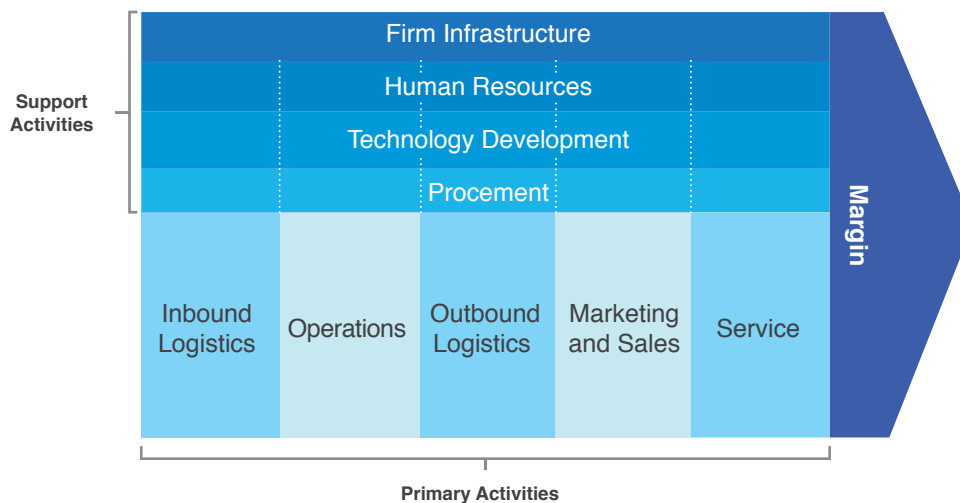 Firm Infrastructure
Human Resources
Support
Activities
Technology Development
Procement
Margin
Inbound
Logistics
Operations
Outbound
Logistics
Marketing
and Sales
Service
Primary Activities